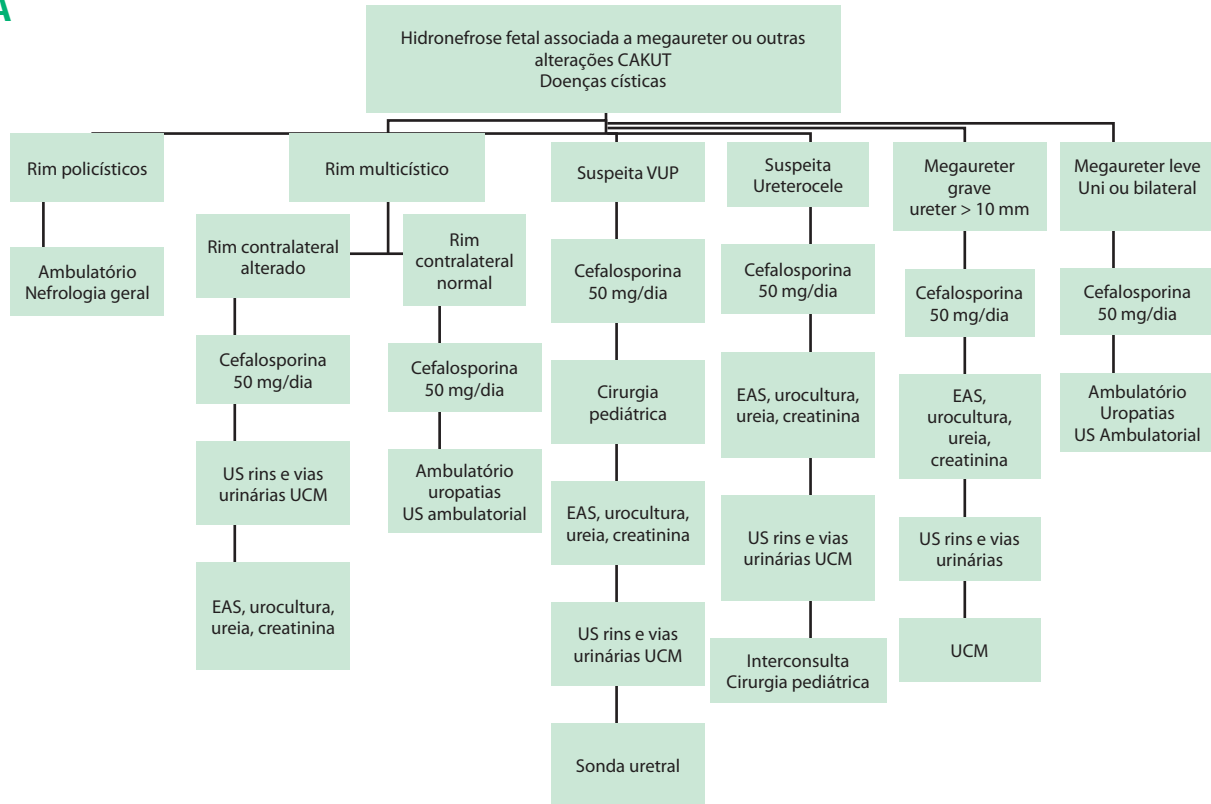 A
Hidronefrose fetal associada a megaureter ou outras
alterações CAKUT
Doenças císticas
Rim policísticos
Ambulatório
Nefrologia geral
Rim multicístico
Rim contralateral
alterado
Cefalosporina
50 mg/dia
US rins e vias
urinárias UCM
EAS, urocultura,
ureia, creatinina
Rim
contralateral
normal
Cefalosporina
50 mg/dia
Ambulatório
uropatias
US ambulatorial
Suspeita VUP
Cefalosporina
50 mg/dia
Cirurgia
pediátrica
EAS, urocultura,
ureia, creatinina
US rins e vias
urinárias UCM
Sonda uretral
Suspeita
Ureterocele
Cefalosporina
50 mg/dia
EAS, urocultura,
ureia, creatinina
US rins e vias
urinárias UCM
Interconsulta
Cirurgia pediátrica
Megaureter
grave
ureter > 10 mm
Cefalosporina
50 mg/dia
EAS,
urocultura,
ureia,
creatinina
US rins e vias
urinárias
UCM
Megaureter leve
Uni ou bilateral
Cefalosporina
50 mg/dia
Ambulatório
Uropatias
US Ambulatorial